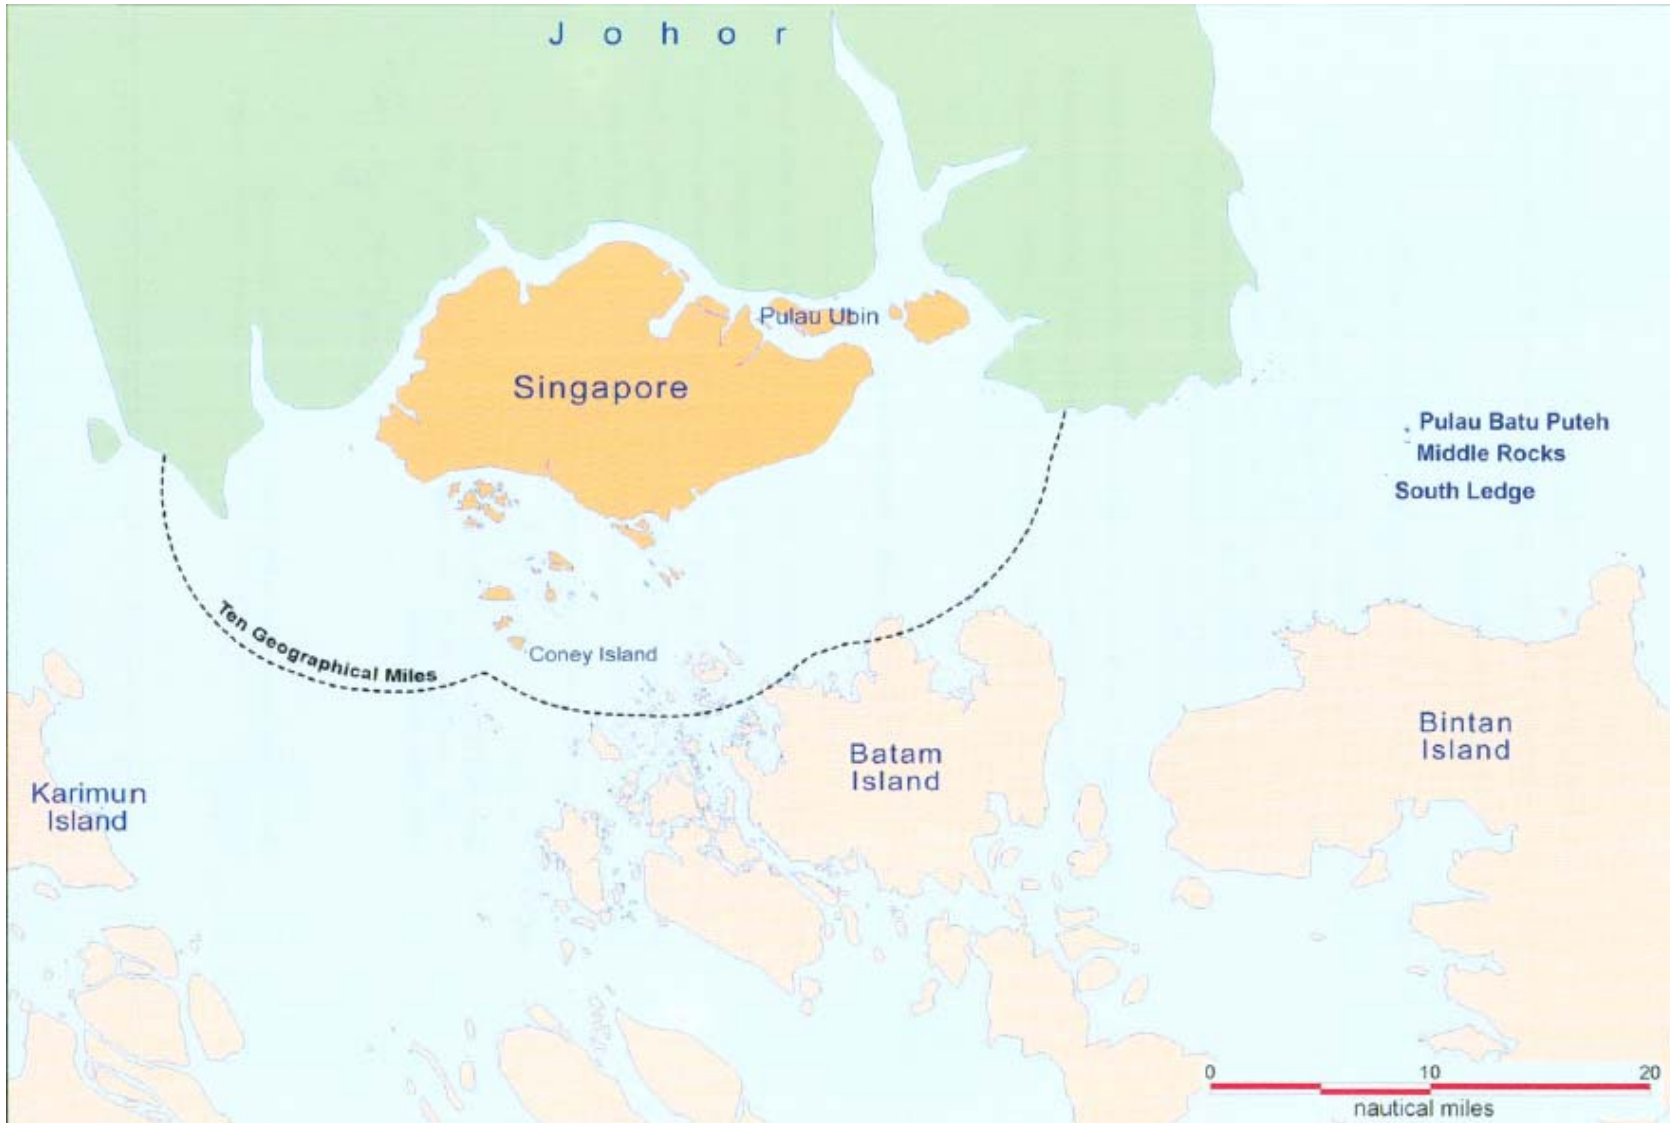 Johor
Pulau Ubin
Singapore
Pulau Batu Puteh
Middle Rocks
South Ledge
Ten Geographical Miles
Coney Island
Bintan
Island
Batam
Island
Karimun
Island
0 10 20
nautical miles